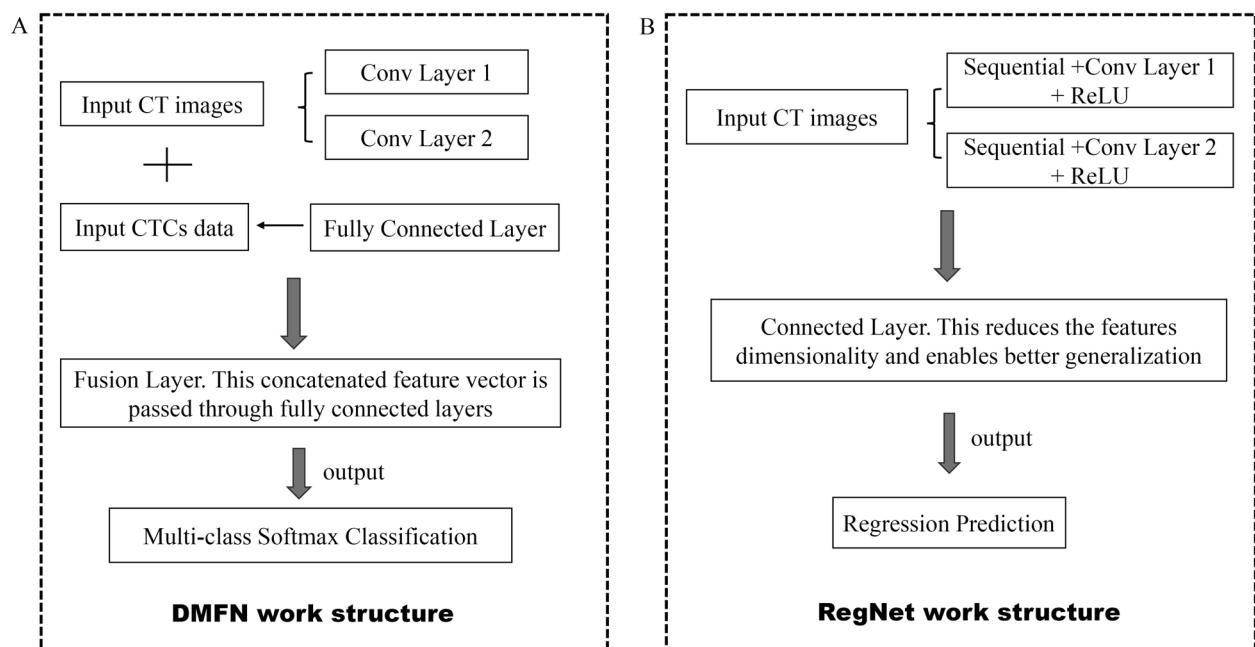 A
Input CT images
Conv Layer 1
Conv Layer 2
Input CTCs data
Fully Connected Layer
Fusion Layer. This concatenated feature vector is
passed through fully connected layers
output
Multi-class Softmax Classification
DMFN work structure
B
Input CT images
Sequential +Conv Layer 1
+ ReLU
Sequential +Conv Layer 2
+ ReLU
Connected Layer. This reduces the features
dimensionality and enables better generalization
output
Regression Prediction
RegNet work structure